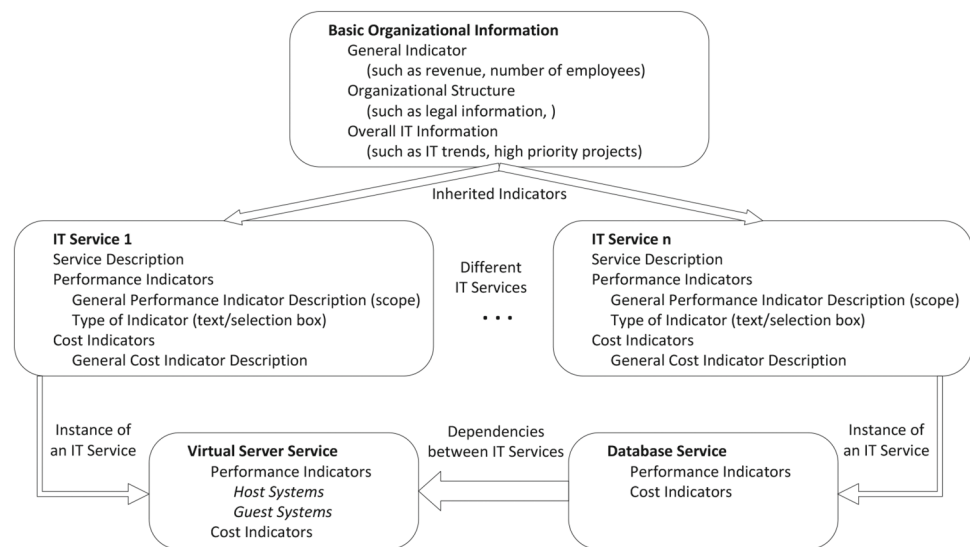 Basic Organizational Information
General Indicator
(such as revenue, number of employees)
Organizational Structure
(such as legal information, )
Overall IT Information
(such as IT trends, high priority projects)
Inherited Indicators
IT Service 1
Service Description
Performance Indicators
General Performance Indicator Description (scope)
Type of Indicator (text/selection box)
Cost Indicators
General Cost Indicator Description
Different
IT Services
...
IT Service n
Service Description
Performance Indicators
General Performance Indicator Description (scope)
Type of Indicator (text/selection box)
Cost Indicators
General Cost Indicator Description
Instance of
an IT Service
Virtual Server Service
Performance Indicators
Host Systems
Guest Systems
Cost Indicators
Dependencies
between IT Services
Database Service
Performance Indicators
Cost Indicators
Instance of
an IT Service